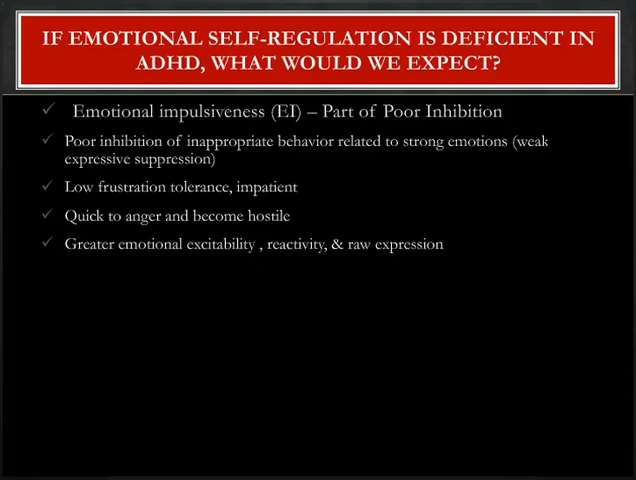 IF EMOTIONAL SELF-REGULATION IS DEFICIENT IN
ADHD, WHAT WOULD WE EXPECT?
✓ Emotional impulsiveness (EI) – Part of Poor Inhibition
✓ Poor inhibition of inappropriate behavior related to strong emotions (weak
expressive suppression)
✓ Low frustration tolerance, impatient
✓ Quick to anger and become hostile
✓ Greater emotional excitability , reactivity, & raw expression